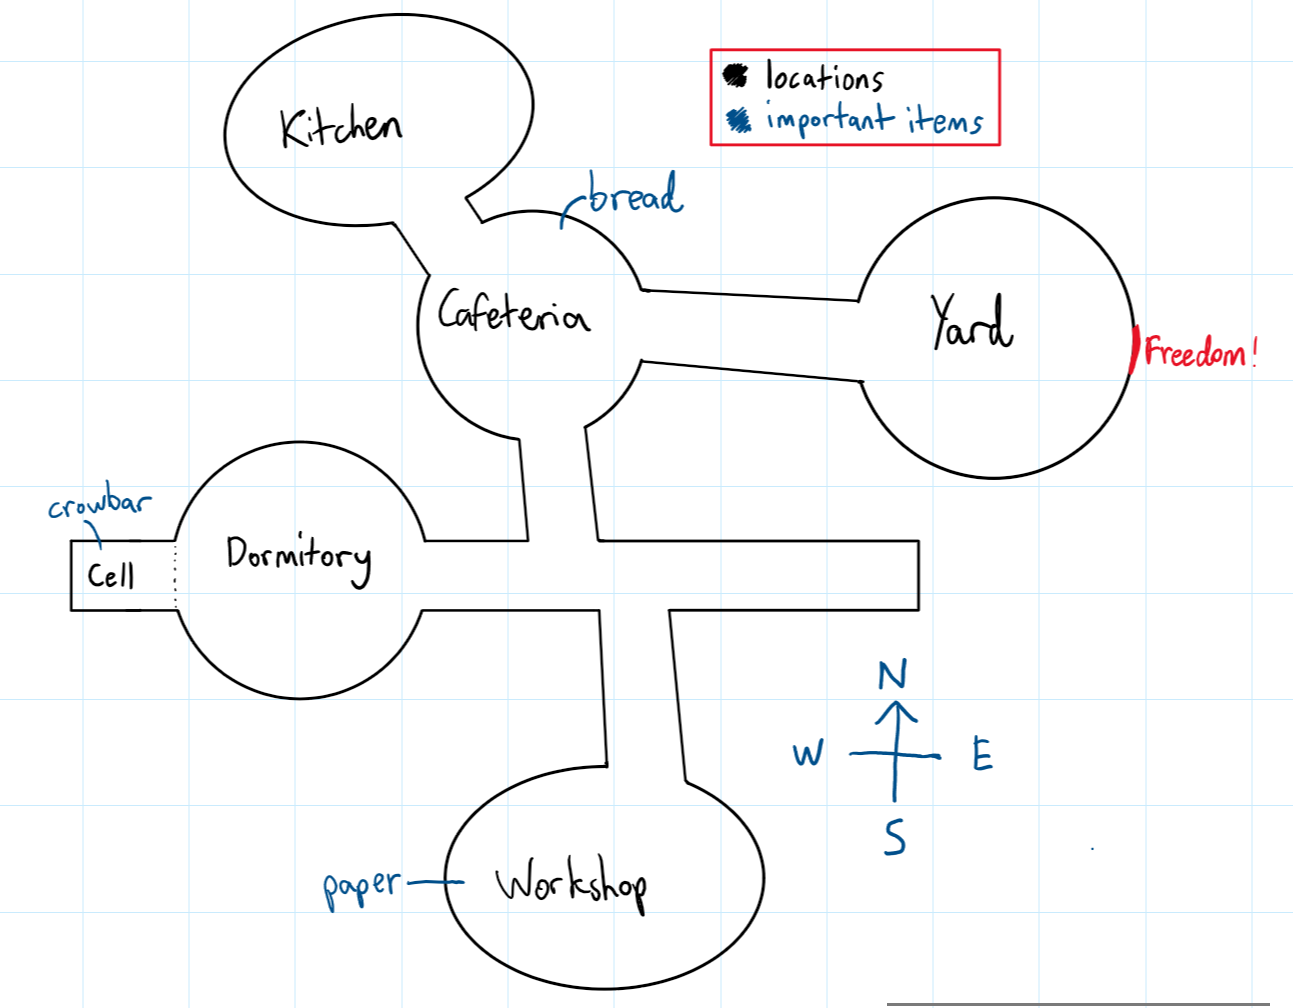 Kitchen
locations
important items
bread
Cafeteria
Yard
Freedom!
crowbar
Cell
Dormitory
N
W
E
S
paper
Workshop